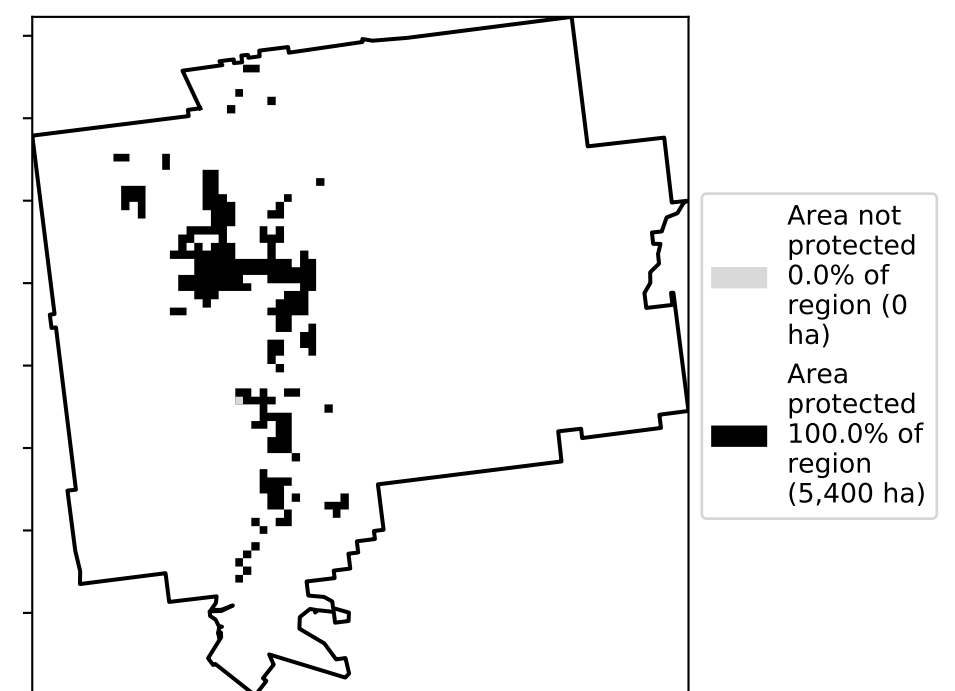 Area not
protected
0.0% of
region (0
ha)
Area
protected
100.0% of
region
(5,400 ha)